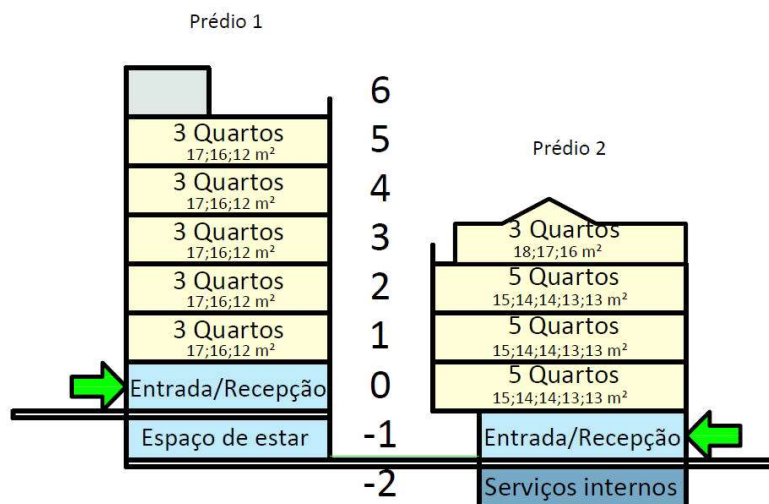 Prédio 1
6
3 Quartos
17;16;12 m²
5
3 Quartos
17;16;12 m²
4
3 Quartos
17;16;12 m²
3
3 Quartos
17;16;12 m²
2
3 Quartos
17;16;12 m²
1
Entrada/Recepção
0
Espaço de estar
-1
-2
Prédio 2
3 Quartos
18;17;16 m²
5 Quartos
15;14;14;13;13 m²
5 Quartos
15;14;14;13;13 m²
5 Quartos
15;14;14;13;13 m²
Entrada/Recepção
Serviços internos